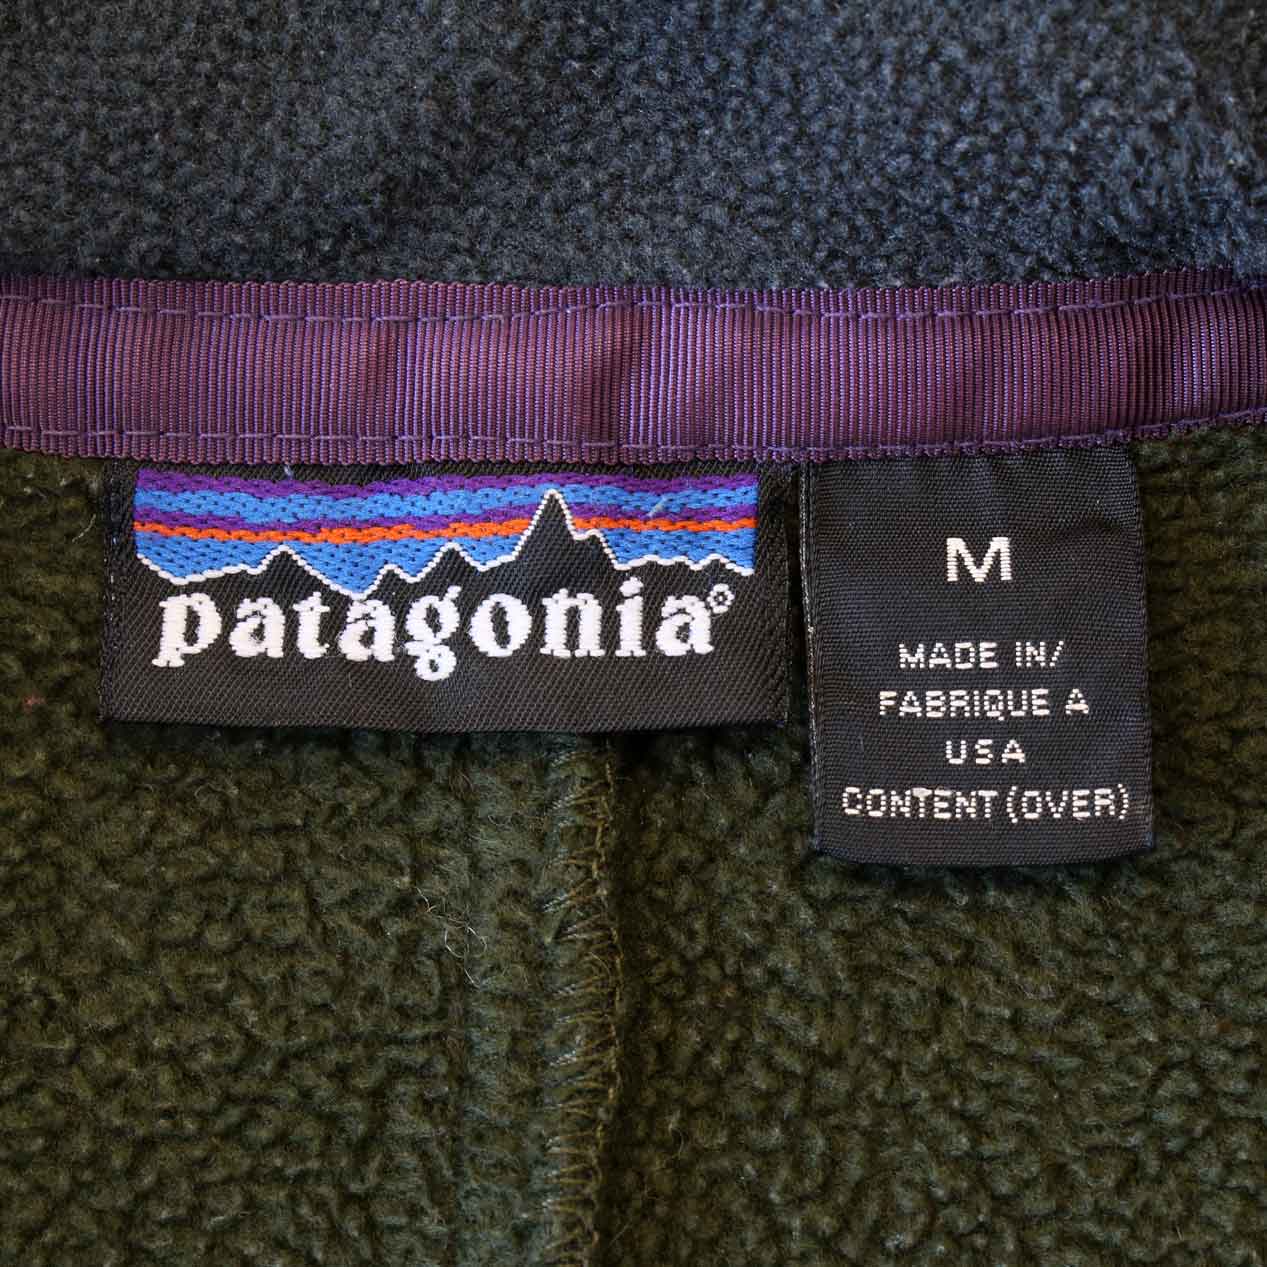 patagonia®
M
MADE IN/
FABRIQUE A
USA
CONTENT (OVER)